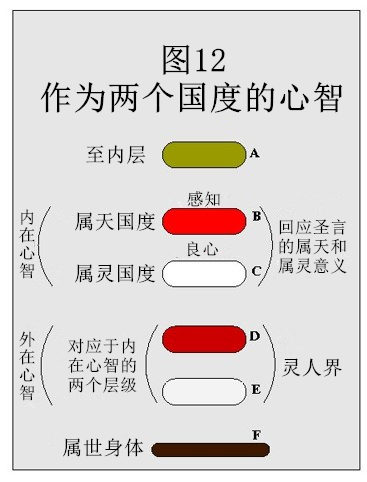 图12
作为两个国度的心智
至内层
A
感知
属天国度
B
良心
属灵国度
C
内在心智
回应圣言
的属天和
属灵意义
D
外在心智
对应于内
在心智的
两个层级
E
灵人界
F
属世身体